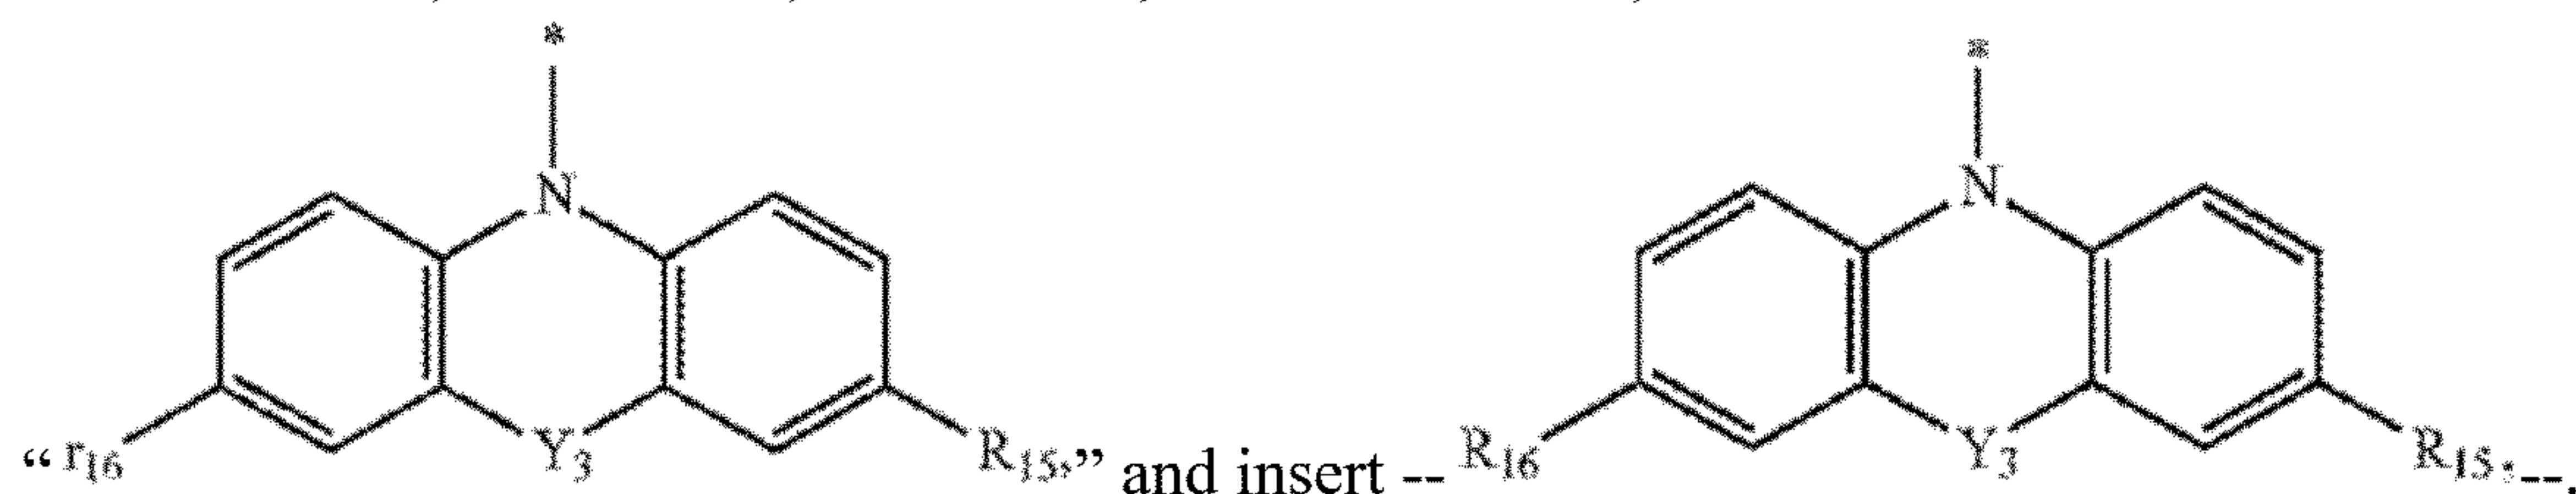 *
*
N
N
“ r16 Y3 R15,” and insert -- R16 Y3 R15; --.